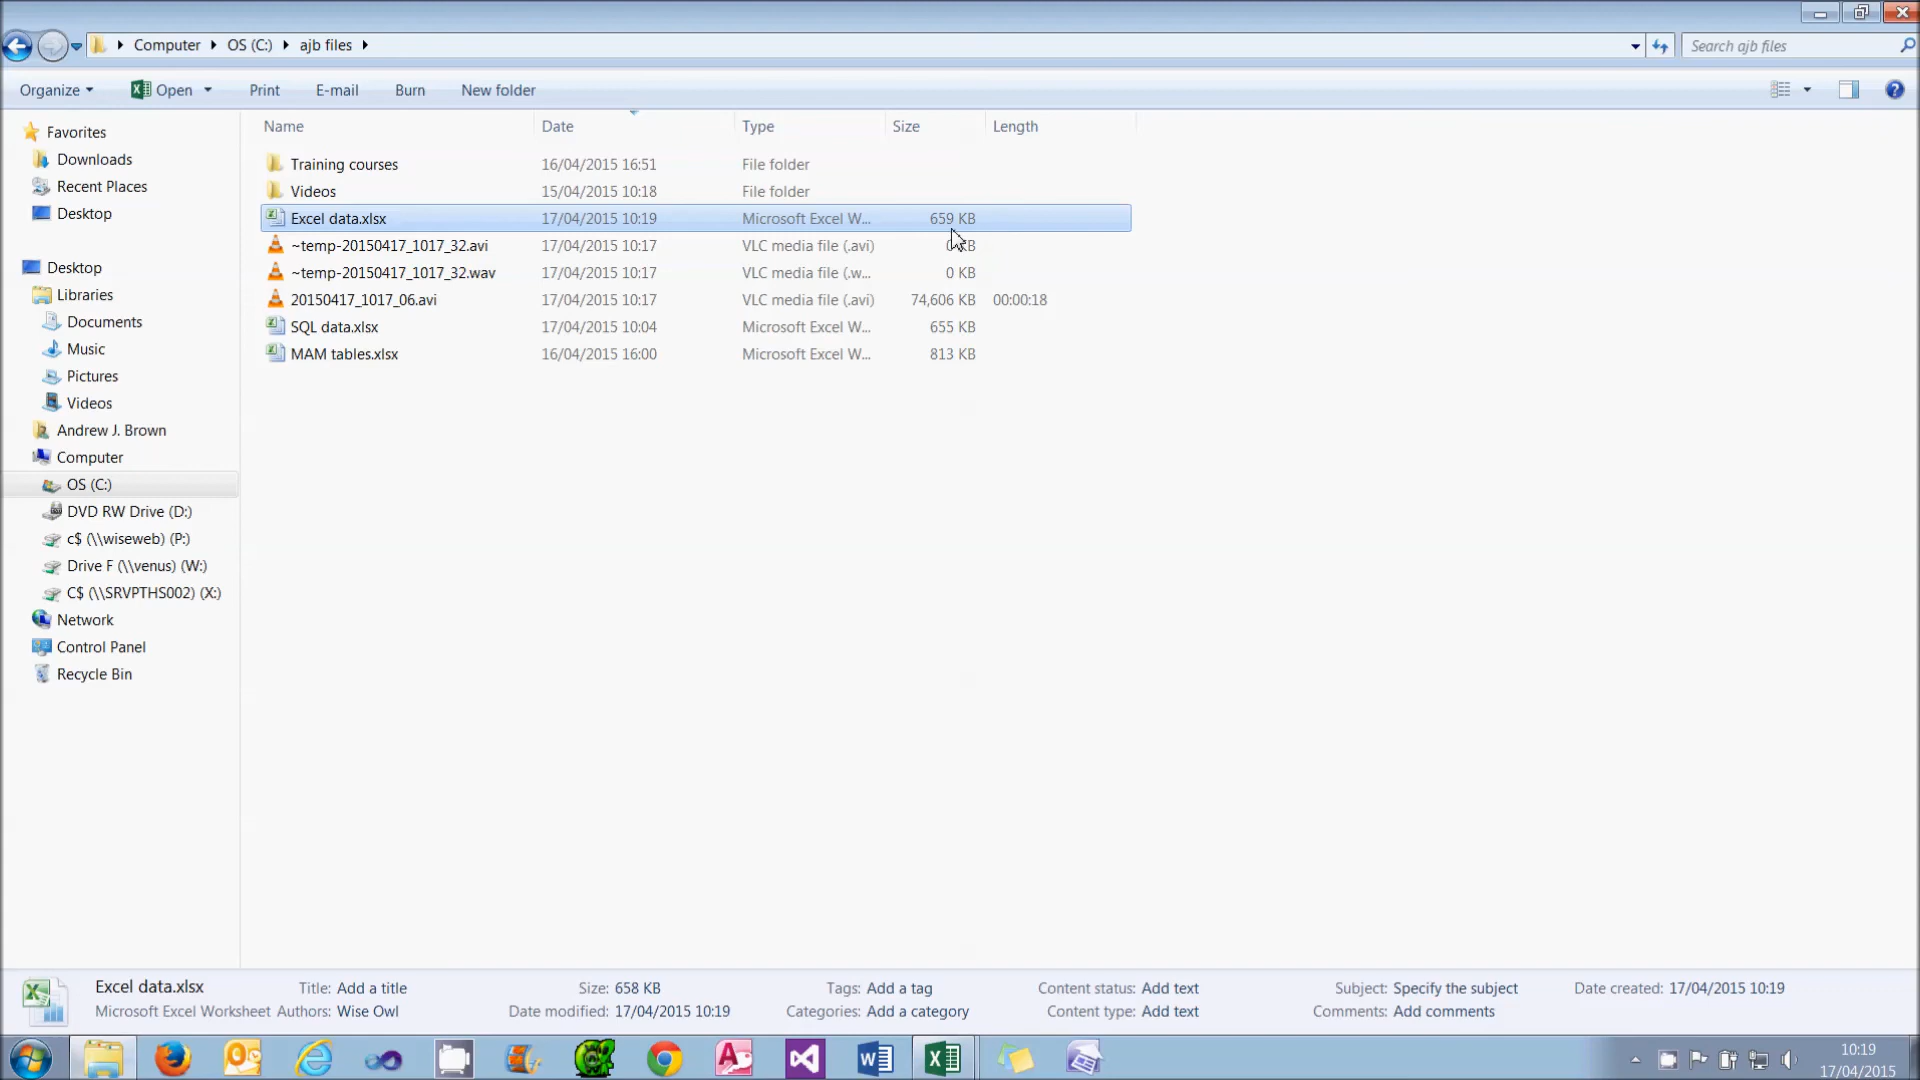 Computer OS (C:) ajb files
Search ajb files
Organize Open Print E-mail Burn New folder
Name Date Type Size Length
Training courses 16/04/2015 16:51 File folder
Videos 15/04/2015 10:18 File folder
Excel data.xlsx 17/04/2015 10:19 Microsoft Excel W... 659 KB
~temp-20150417_1017_32.avi 17/04/2015 10:17 VLC media file (.avi) 0 KB
~temp-20150417_1017_32.wav 17/04/2015 10:17 VLC media file (.w... 0 KB
20150417_1017_06.avi 17/04/2015 10:17 VLC media file (.avi) 74,606 KB 00:00:18
SQL data.xlsx 17/04/2015 10:04 Microsoft Excel W... 655 KB
MAM tables.xlsx 16/04/2015 16:00 Microsoft Excel W... 813 KB
Favorites
Downloads
Recent Places
Desktop
Desktop
Libraries
Documents
Music
Pictures
Videos
Andrew J. Brown
Computer
OS (C:)
DVD RW Drive (D:)
c$ (\\wiseweb) (P:)
Drive F (\\venus) (W:)
C$ (\\SRVPTHS002) (X:)
Network
Control Panel
Recycle Bin
Excel data.xlsx Title: Add a title Size: 658 KB Tags: Add a tag Content status: Add text Subject: Specify the subject Date created: 17/04/2015 10:19
Microsoft Excel Worksheet Authors: Wise Owl Date modified: 17/04/2015 10:19 Categories: Add a category Content type: Add text Comments: Add comments
10:19
17/04/2015